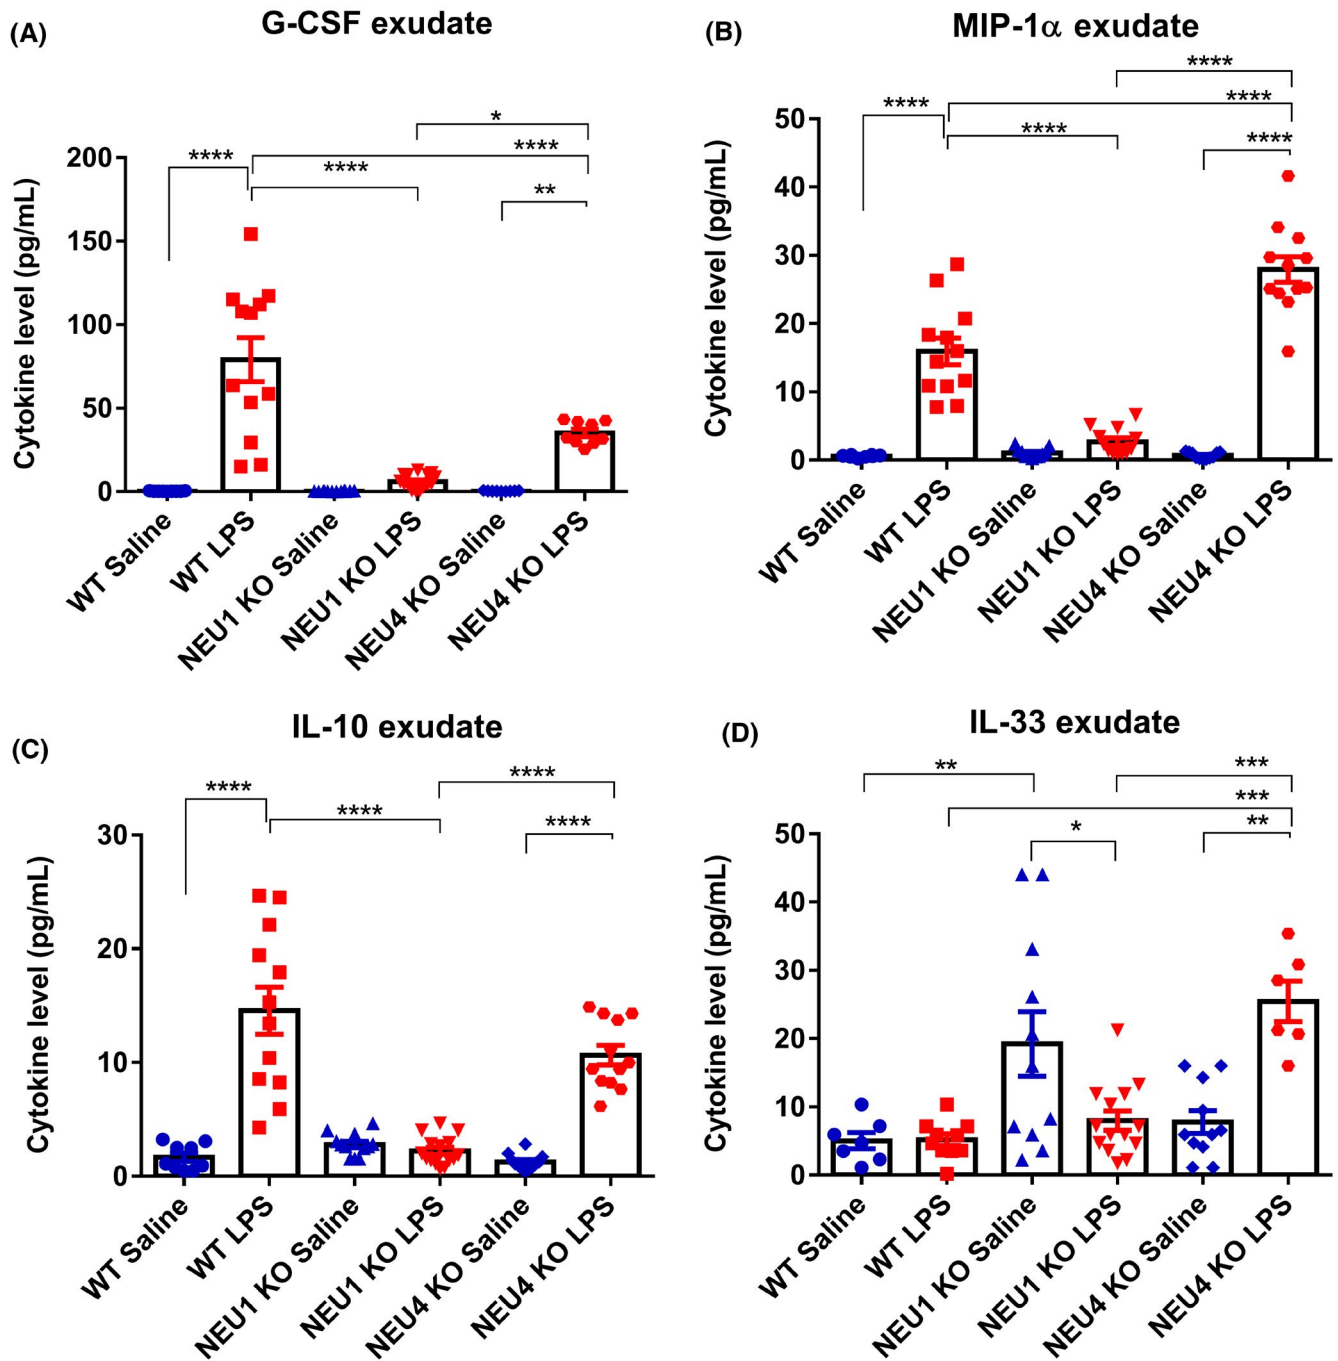 (A)
G-CSF exudate
Cytokine level (pg/mL)
200
150
100
50
0
*
****
****
****
**
WT Saline
WT LPS
NEU1 KO Saline
NEU1 KO LPS
NEU4 KO Saline
NEU4 KO LPS
(B)
MIP-1α exudate
Cytokine level (pg/mL)
50
40
30
20
10
0
****
****
****
****
****
WT Saline
WT LPS
NEU1 KO Saline
NEU1 KO LPS
NEU4 KO Saline
NEU4 KO LPS
(C)
IL-10 exudate
Cytokine level (pg/mL)
30
20
10
0
****
****
****
****
WT Saline
WT LPS
NEU1 KO Saline
NEU1 KO LPS
NEU4 KO Saline
NEU4 KO LPS
(D)
IL-33 exudate
Cytokine level (pg/mL)
50
40
30
20
10
0
**
***
***
*
**
WT Saline
WT LPS
NEU1 KO Saline
NEU1 KO LPS
NEU4 KO Saline
NEU4 KO LPS